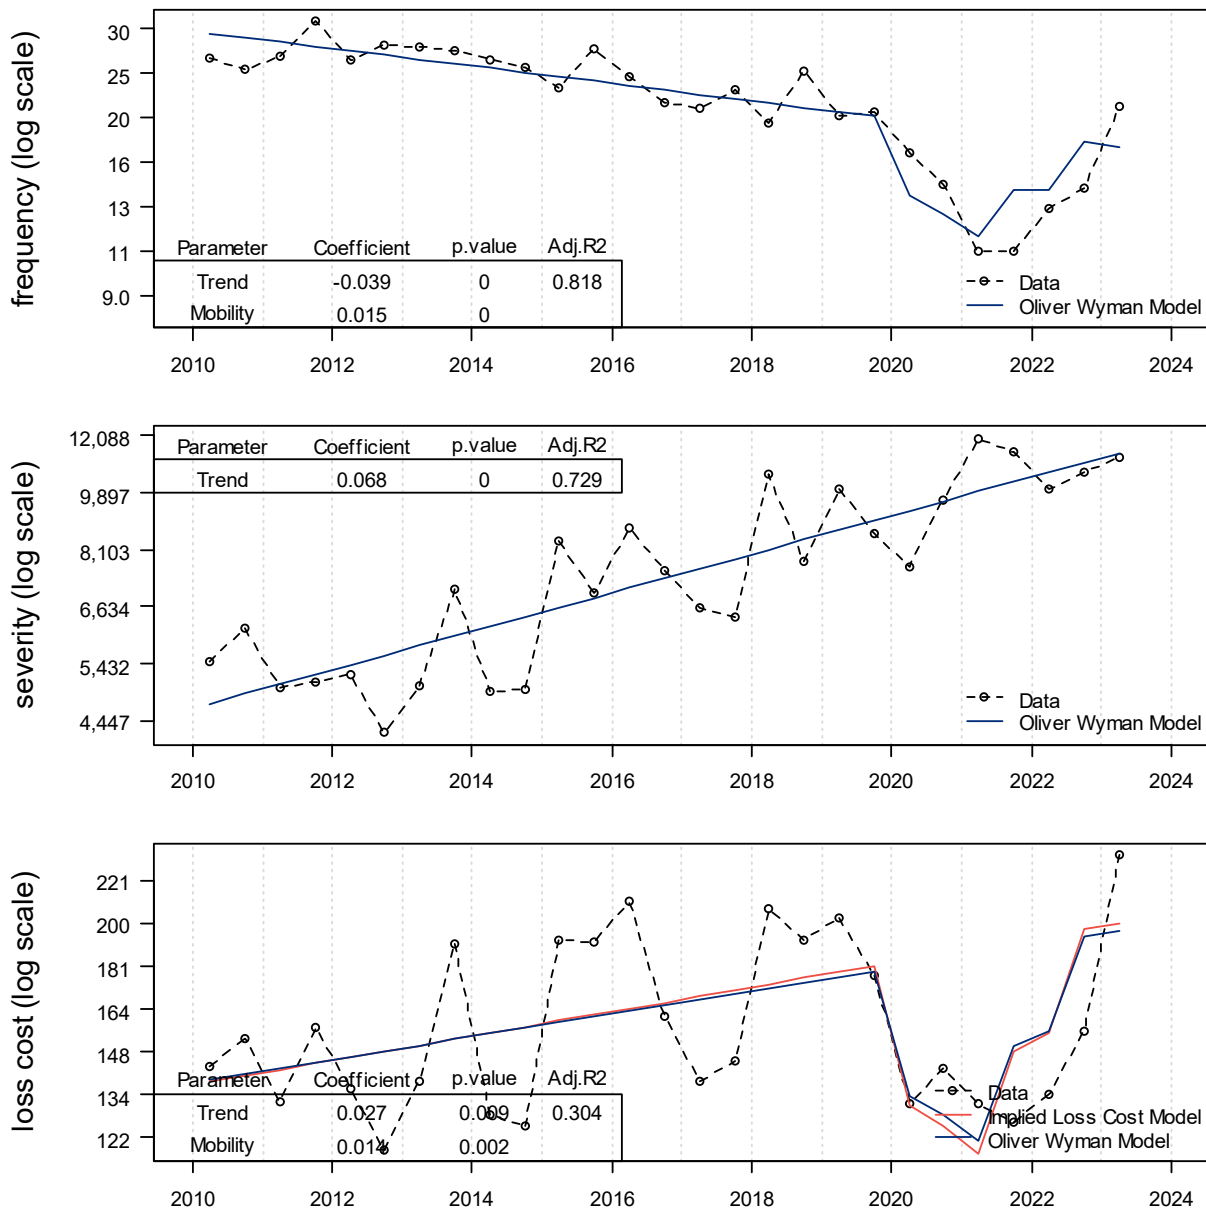 frequency (log scale)
30
25
20
16
13
11
9.0
Parameter Coefficient p.value Adj.R2
Trend -0.039 0 0.818
Mobility 0.015 0
Data
Oliver Wyman Model
2010 2012 2014 2016 2018 2020 2022 2024
severity (log scale)
12,088
9,897
8,103
6,634
5,432
4,447
Parameter Coefficient p.value Adj.R2
Trend 0.068 0 0.729
Data
Oliver Wyman Model
2010 2012 2014 2016 2018 2020 2022 2024
loss cost (log scale)
221
200
181
164
148
134
122
Parameter Coefficient p.value Adj.R2
Trend 0.027 0.009 0.304
Mobility 0.014 0.002
Data
Implied Loss Cost Model
Oliver Wyman Model
2010 2012 2014 2016 2018 2020 2022 2024